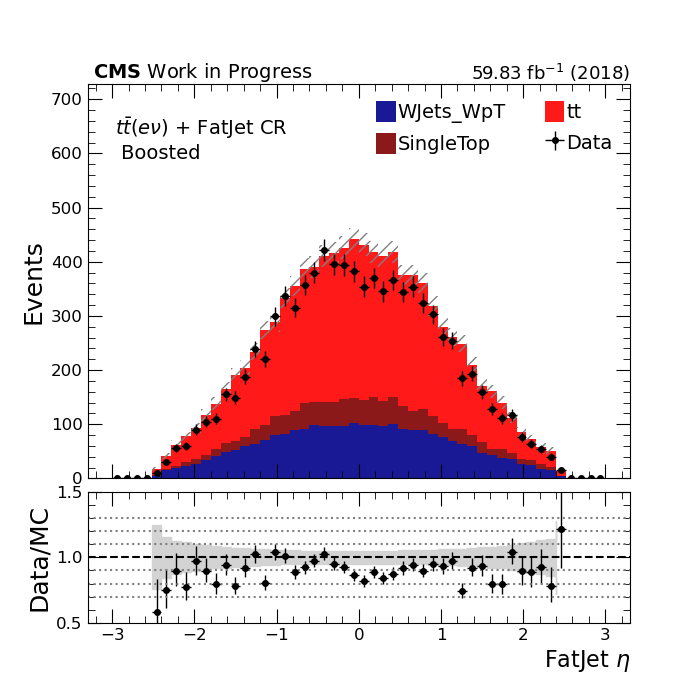 CMS Work in Progress 59.83 fb⁻¹ (2018)
700
600
500
400
300
200
100
0
Events
tt̄(eν) + FatJet CR
Boosted
WJets_WpT tt
SingleTop Data
1.5
1.0
0.5
Data/MC
−3 −2 −1 0 1 2 3
FatJet η